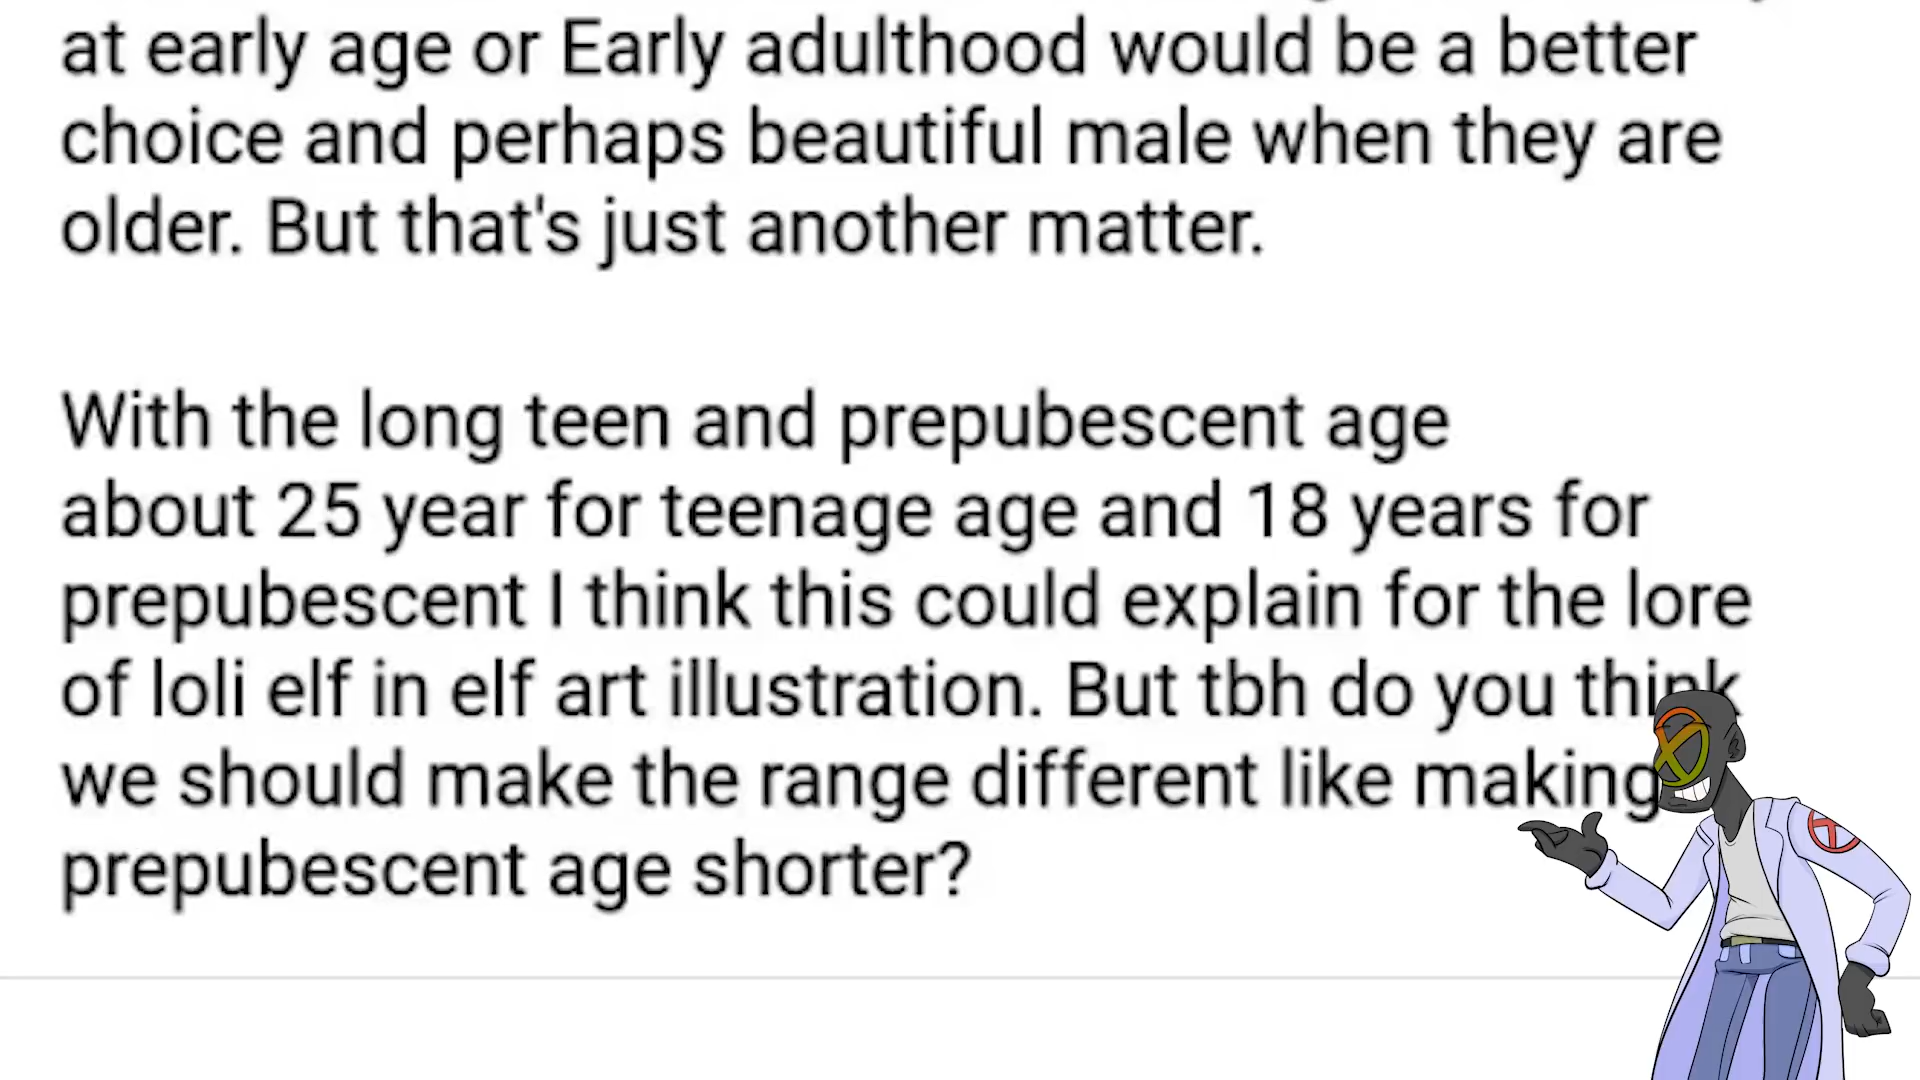 at early age or Early adulthood would be a better
choice and perhaps beautiful male when they are
older. But that's just another matter.
With the long teen and prepubescent age
about 25 year for teenage age and 18 years for
prepubescent I think this could explain for the lore
of loli elf in elf art illustration. But tbh do you think
we should make the range different like making
prepubescent age shorter?